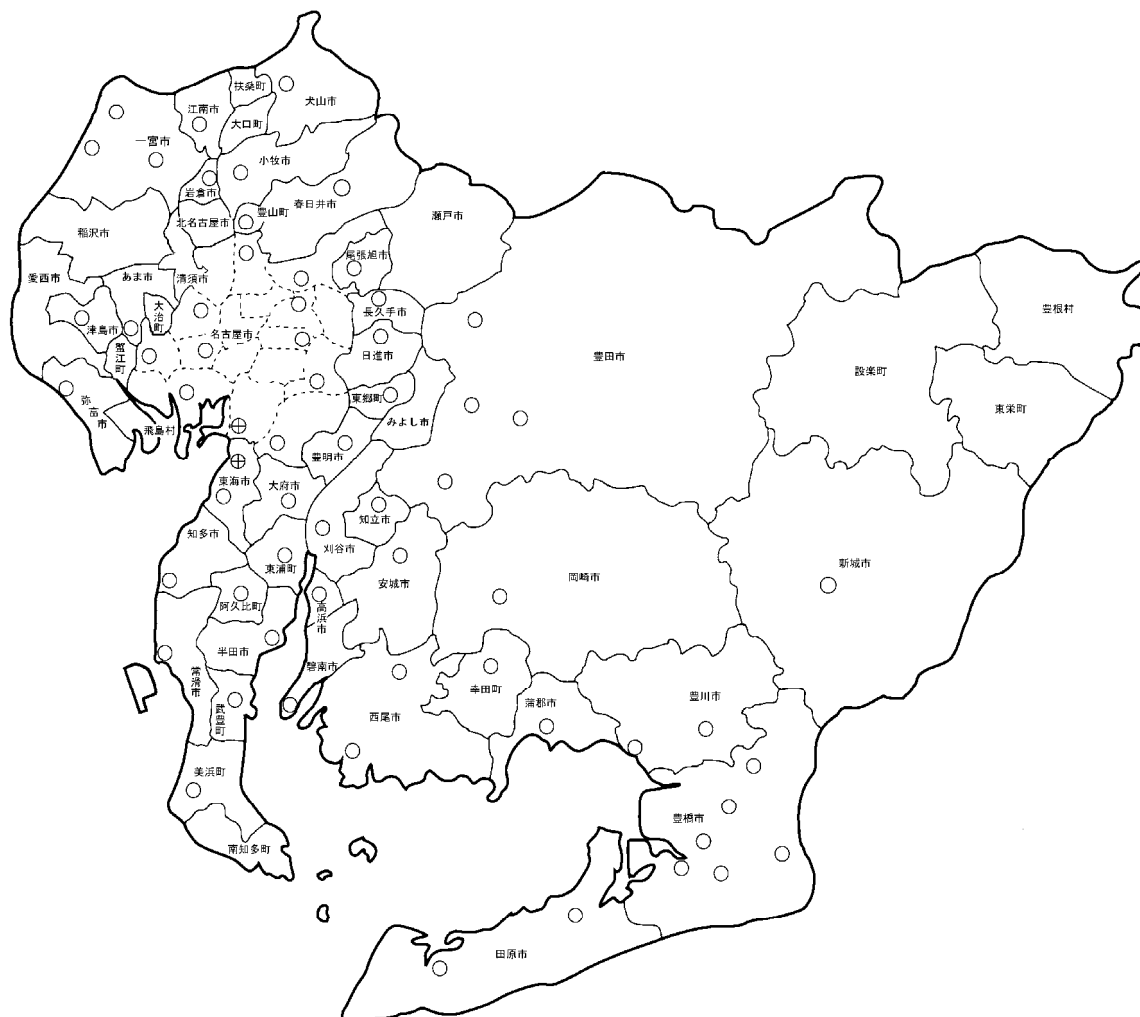 扶桑町
犬山市
江南市
大口町
一宮市
小牧市
岩倉市
春日井市
豊山町
北名古屋市
瀬戸市
稲沢市
尾張旭市
愛西市
あま市
清須市
大治町
長久手市
津島市
名古屋市
蟹江町
日進市
豊田市
豊根村
設楽町
東栄町
弥富市
飛島村
東郷町
みよし市
豊明市
東海市
大府市
知立市
知多市
刈谷市
東浦町
安城市
岡崎市
新城市
阿久比町
高浜市
半田市
碧南市
常滑市
武豊町
幸田町
蒲郡市
豊川市
西尾市
美浜町
豊橋市
南知多町
田原市